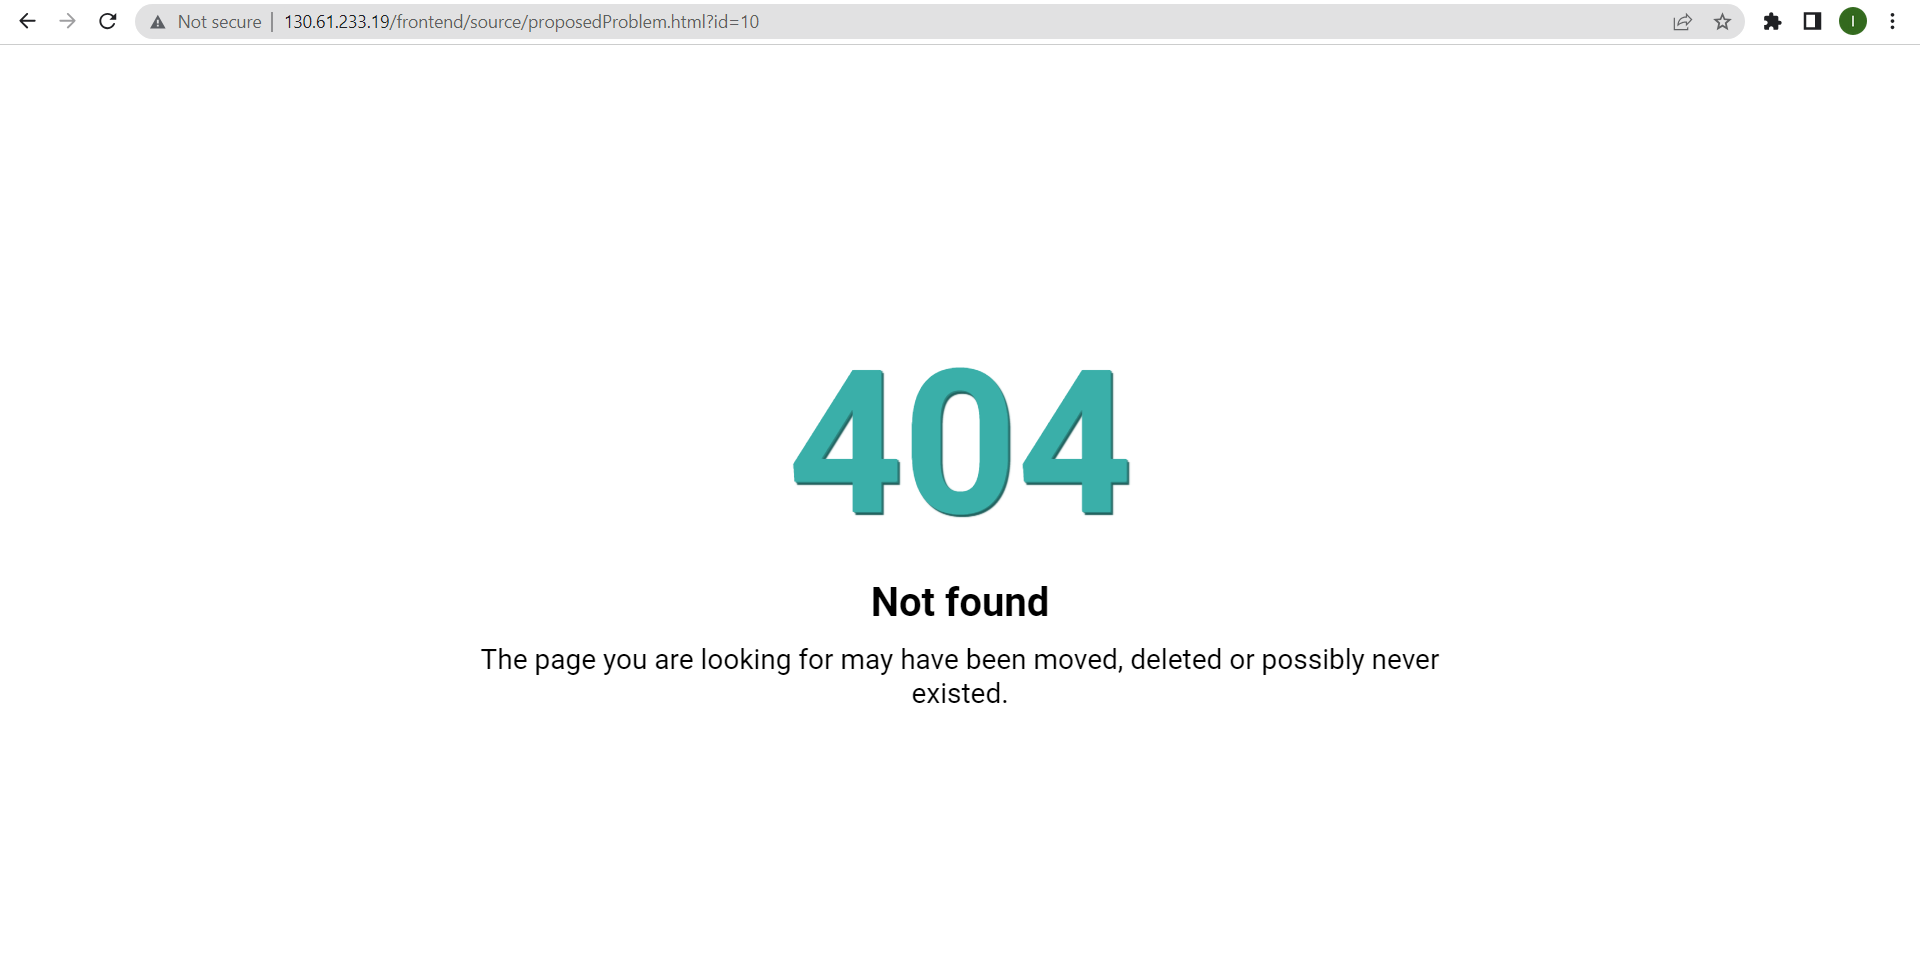 Not secure | 130.61.233.19/frontend/source/proposedProblem.html?id=10
I
404
Not found
The page you are looking for may have been moved, deleted or possibly never
existed.